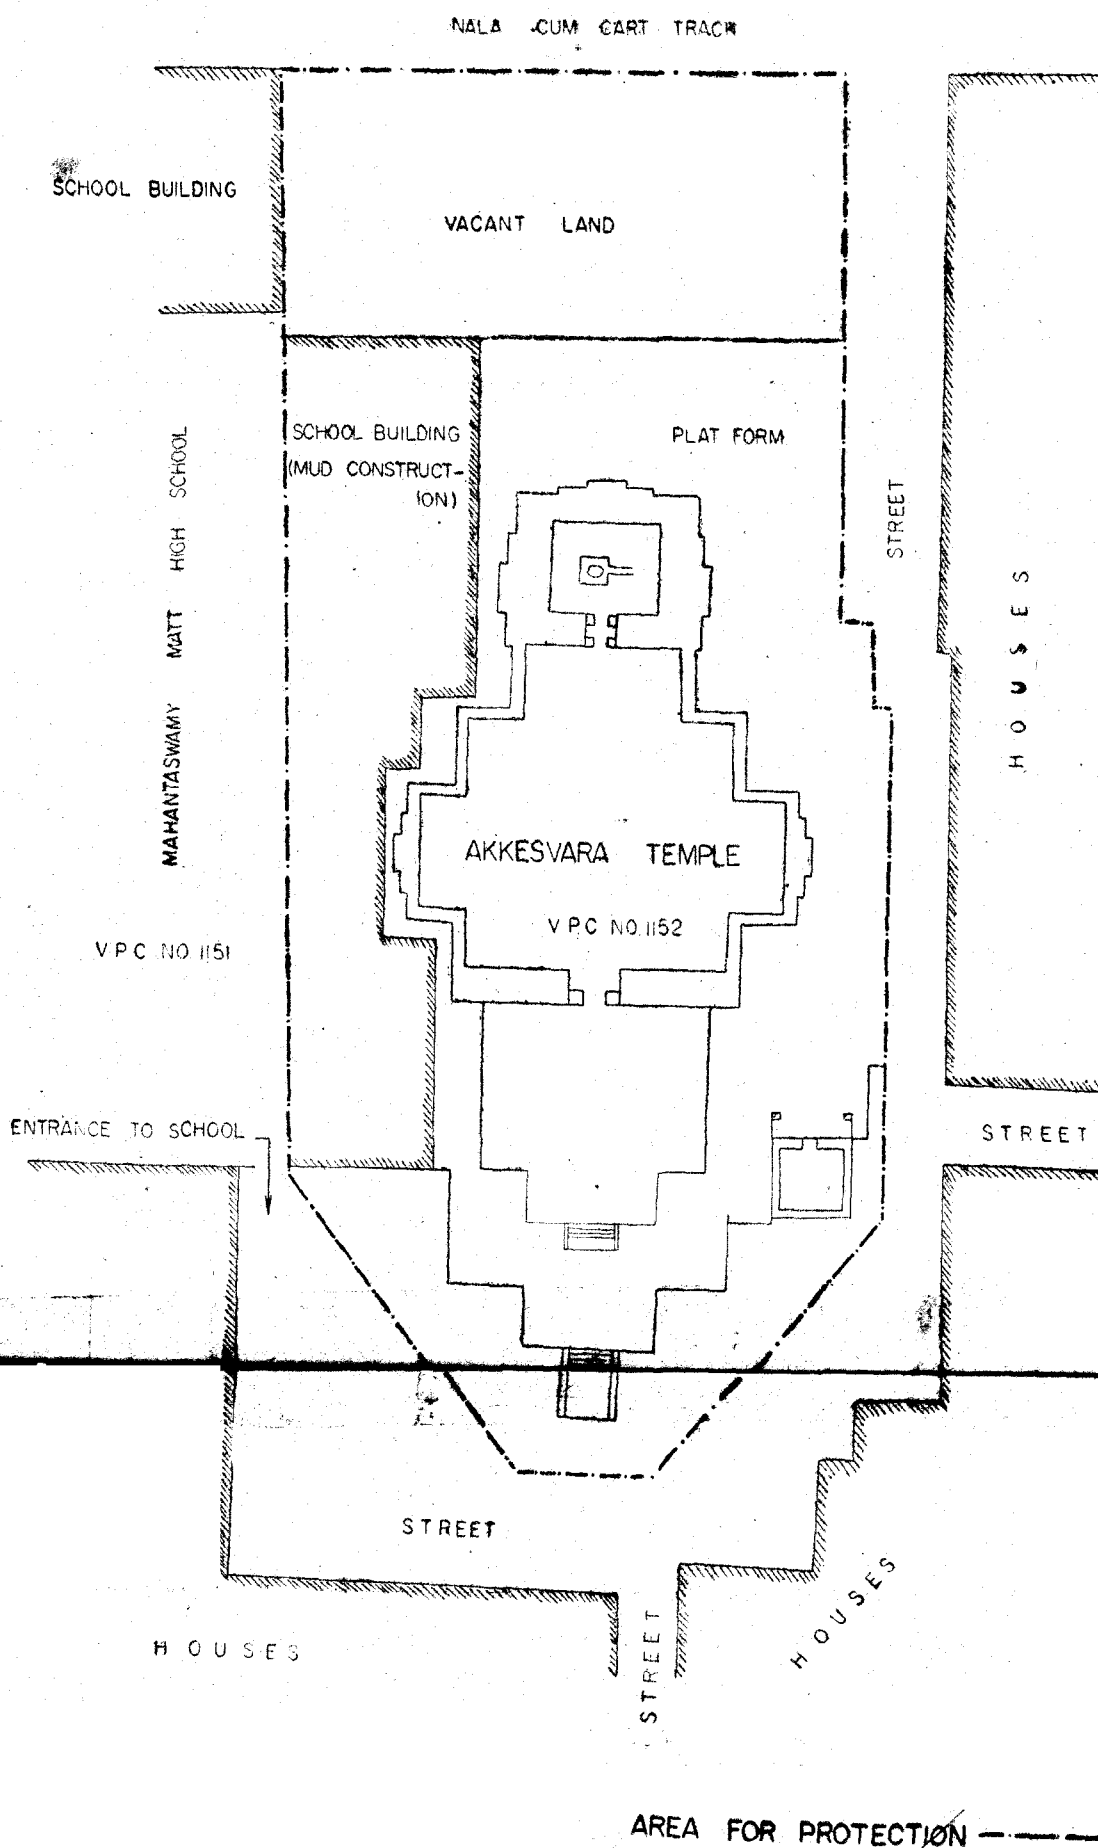 NALA CUM CART TRACK
SCHOOL BUILDING
VACANT LAND
SCHOOL BUILDING
(MUD CONSTRUCT-
ION)
PLAT FORM
MAHANTASWAMY MATT HIGH SCHOOL
STREET
HOUSES
AKKESVARA TEMPLE
V P C NO. 1152
V P C NO. 1151
ENTRANCE TO SCHOOL
STREET
STREET
HOUSES
STREET
HOUSES
AREA FOR PROTECTION